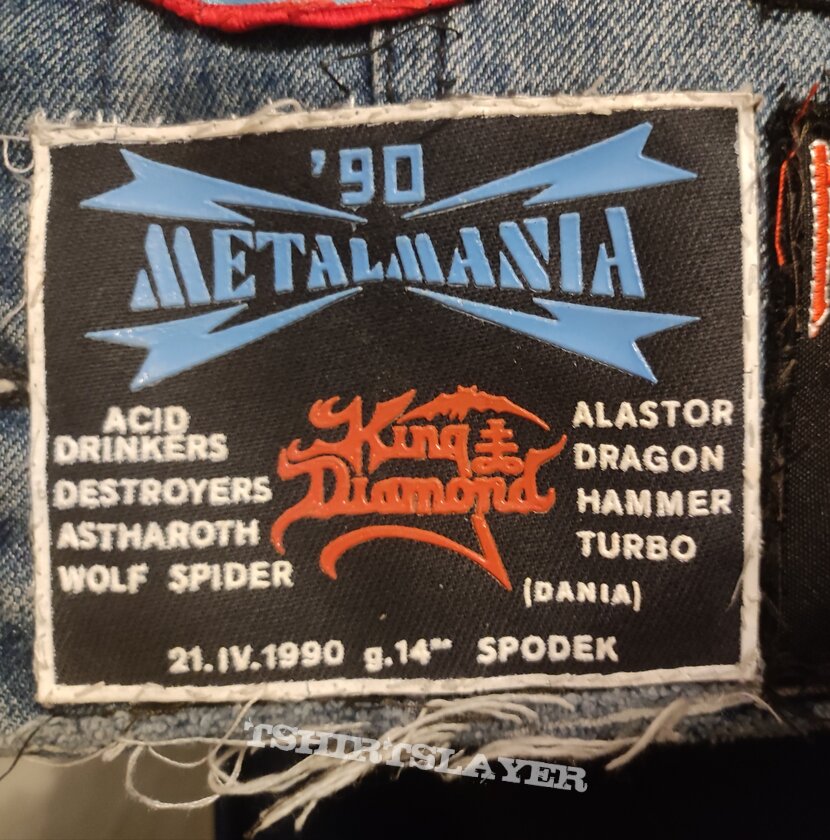 '90
METALMANIA
ACID
DRINKERS
DESTROYERS
ASTHAROTH
WOLF SPIDER
King
Diamond
ALASTOR
DRAGON
HAMMER
TURBO
(DANIA)
21.IV.1990 g.14°° SPODEK
TSHIRTSLAYER